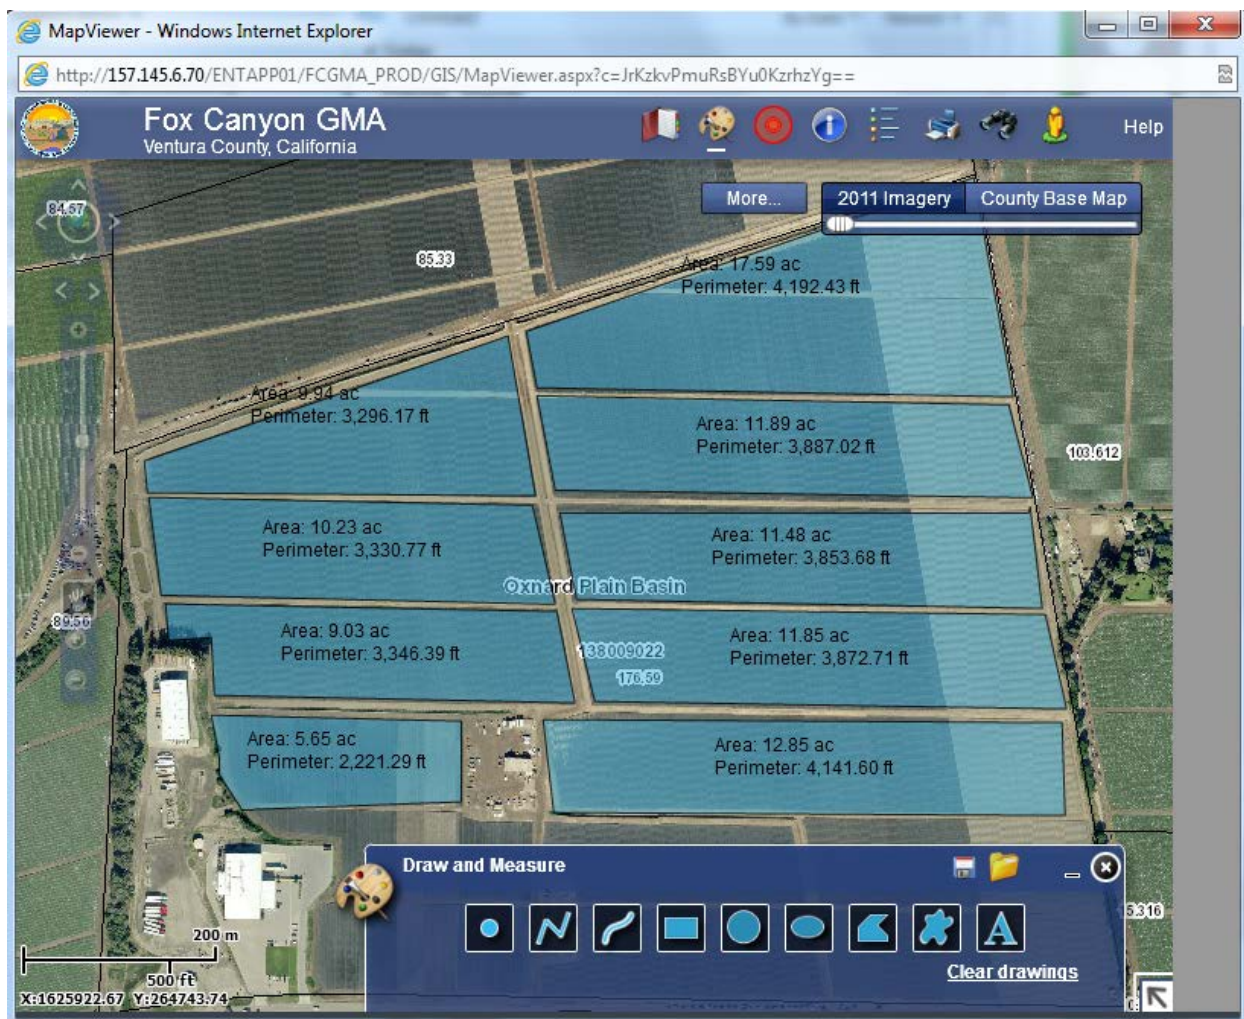 MapViewer - Windows Internet Explorer
http://157.145.6.70/ENTAPP01/FCGMA_PROD/GIS/MapViewer.aspx?c=JrKzkvPmuRsBYu0KzrhzYg==
Fox Canyon GMA
Ventura County, California
Help
More...
2011 Imagery
County Base Map
84.57
85.33
Area: 17.59 ac
Perimeter: 4,192.43 ft
Area: 9.94 ac
Perimeter: 3,296.17 ft
Area: 11.89 ac
Perimeter: 3,887.02 ft
103.612
Area: 10.23 ac
Perimeter: 3,330.77 ft
Area: 11.48 ac
Perimeter: 3,853.68 ft
Oxnard Plain Basin
89.56
Area: 9.03 ac
Perimeter: 3,346.39 ft
138009022
176.59
Area: 11.85 ac
Perimeter: 3,872.71 ft
Area: 5.65 ac
Perimeter: 2,221.29 ft
Area: 12.85 ac
Perimeter: 4,141.60 ft
Draw and Measure
A
5.316
Clear drawings
200 m
500 ft
X:1625922.67 Y:264743.74